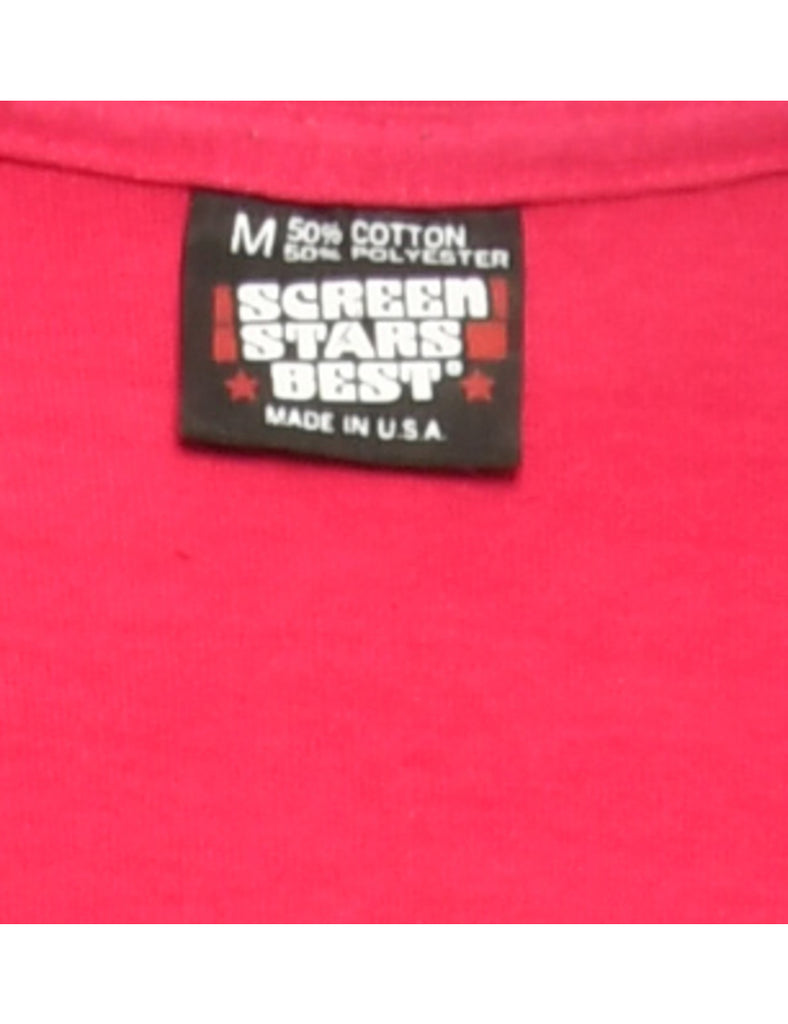 M 50% COTTON
50% POLYESTER
SCREEN
STARS
BEST®
MADE IN U.S.A.